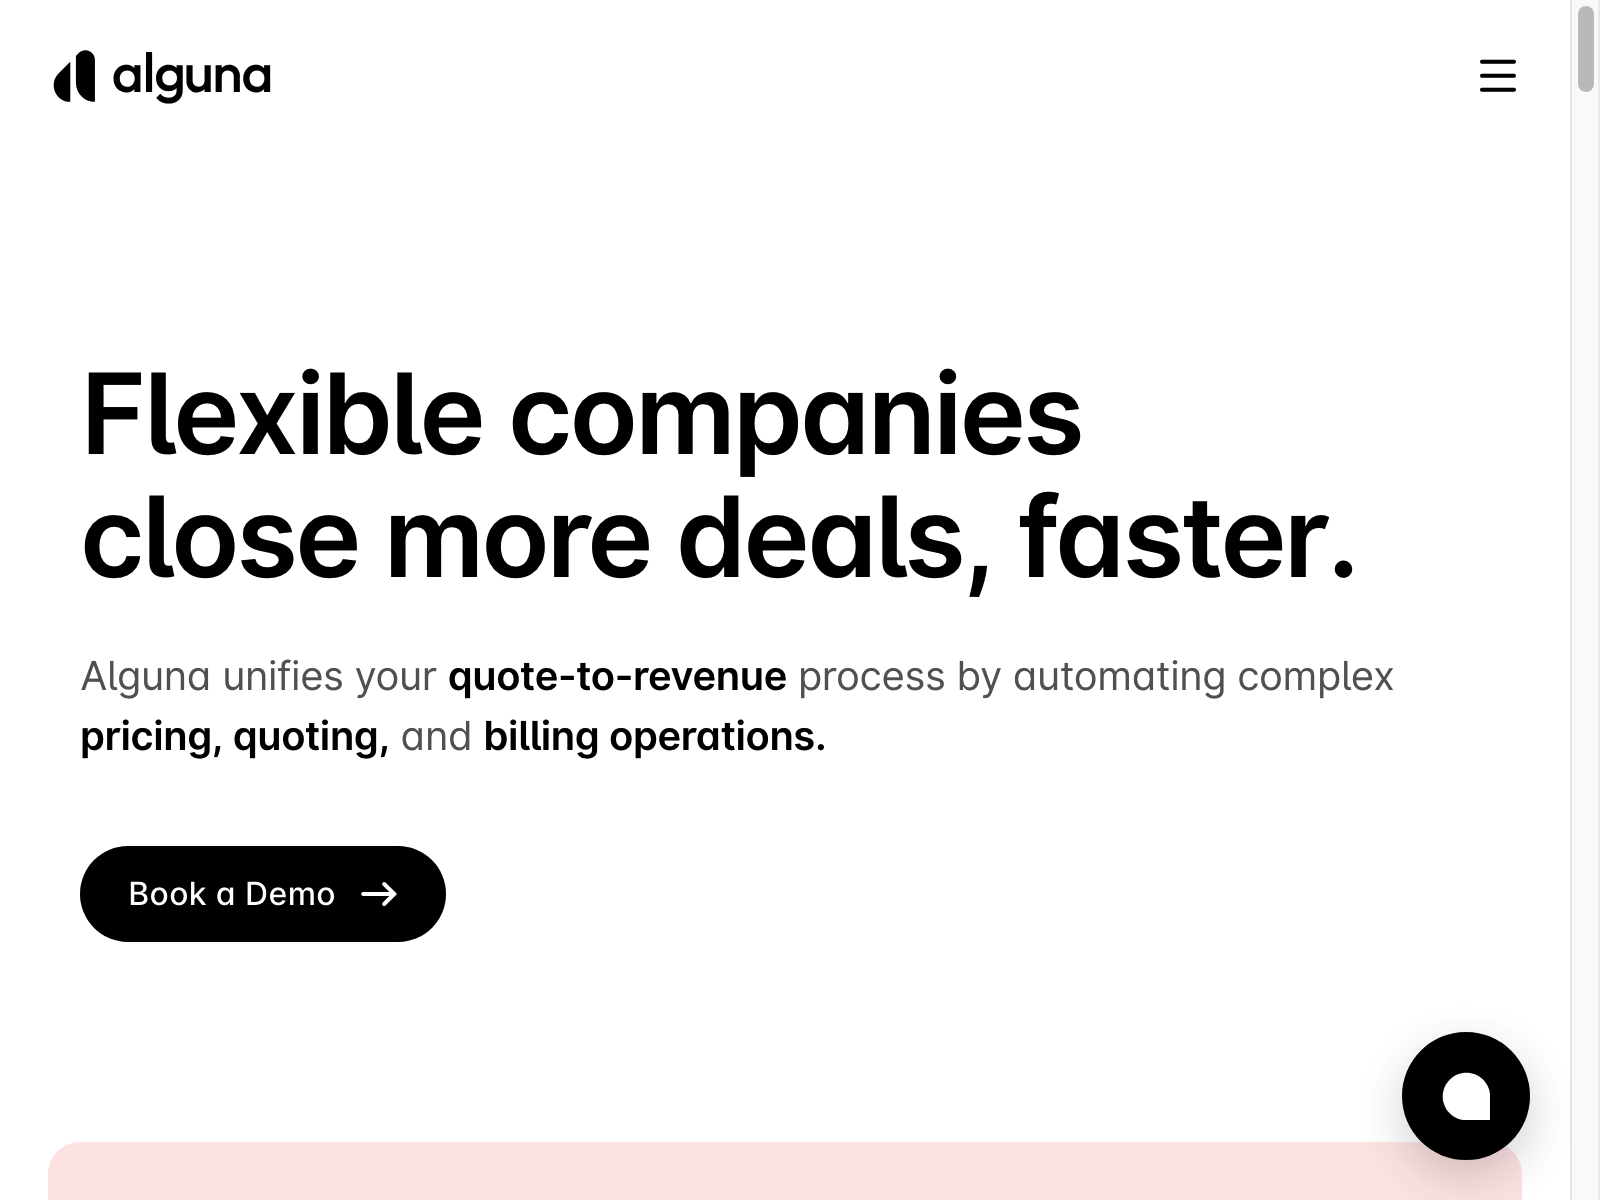 alguna
Flexible companies
close more deals, faster.
Alguna unifies your quote-to-revenue process by automating complex
pricing, quoting, and billing operations.
Book a Demo